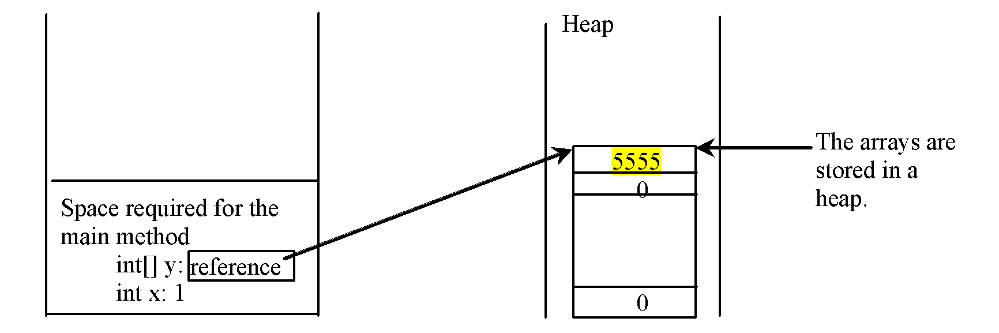 Heap
5555
0
0
The arrays are
stored in a
heap.
Space required for the
main method
int[] y: reference
int x: 1